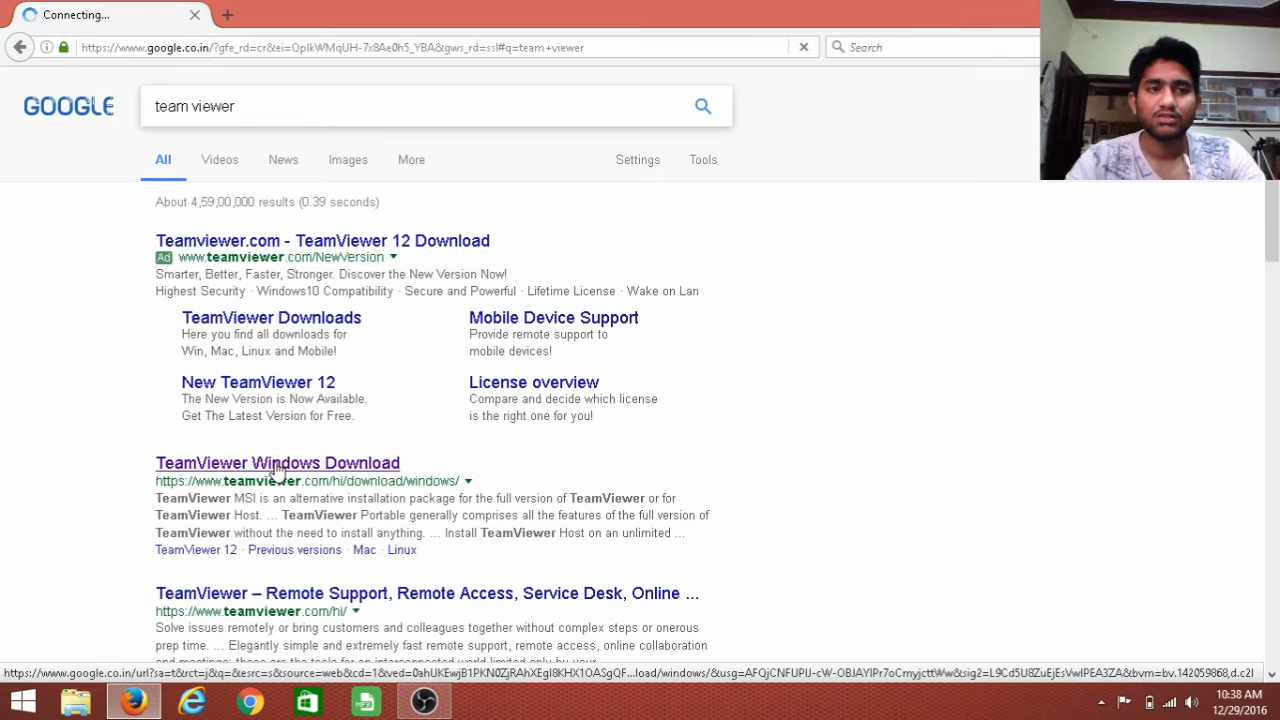 Connecting...
https://www.google.co.in/?gfe_rd=cr&ei=QplkWMqUH-7x8Ae0h5_YBA&gws_rd=ssl#q=team+viewer
Search
GOOGLE
team viewer
All Videos News Images More Settings Tools
About 4,59,00,000 results (0.39 seconds)
Teamviewer.com - TeamViewer 12 Download
Ad www.teamviewer.com/NewVersion
Smarter, Better, Faster, Stronger. Discover the New Version Now!
Highest Security · Windows10 Compatibility · Secure and Powerful · Lifetime License · Wake on Lan
TeamViewer Downloads
Here you find all downloads for
Win, Mac, Linux and Mobile!
Mobile Device Support
Provide remote support to
mobile devices!
New TeamViewer 12
The New Version is Now Available.
Get The Latest Version for Free.
License overview
Compare and decide which license
is the right one for you!
TeamViewer Windows Download
https://www.teamviewer.com/hi/download/windows/
TeamViewer MSI is an alternative installation package for the full version of TeamViewer or for
TeamViewer Host. ... TeamViewer Portable generally comprises all the features of the full version of
TeamViewer without the need to install anything. ... Install TeamViewer Host on an unlimited ...
TeamViewer 12 · Previous versions · Mac · Linux
TeamViewer – Remote Support, Remote Access, Service Desk, Online ...
https://www.teamviewer.com/hi/
Solve issues remotely or bring customers and colleagues together without complex steps or onerous
prep time. ... Elegantly simple and extremely fast remote support, remote access, online collaboration
MP3
10:38 AM
12/29/2016